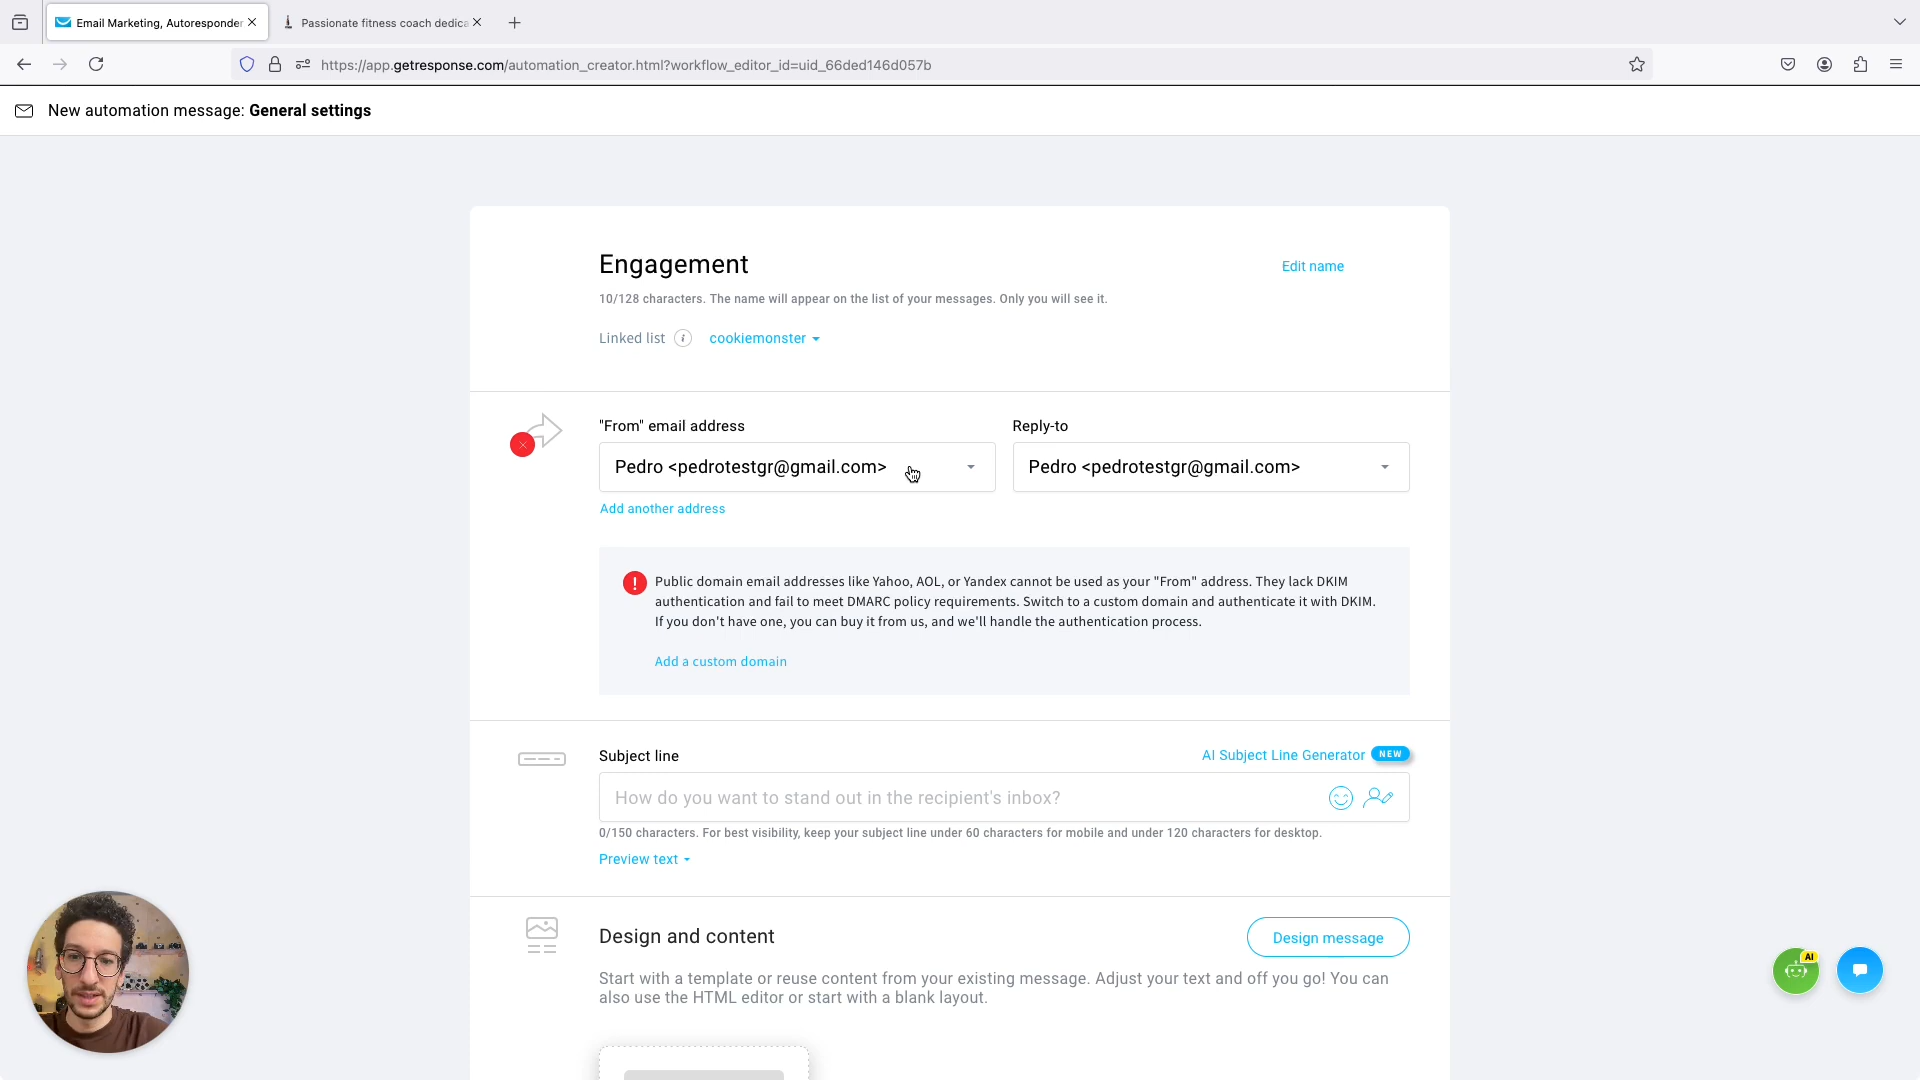 Email Marketing, Autoresponder
Passionate fitness coach dedica
https://app.getresponse.com/automation_creator.html?workflow_editor_id=uid_66ded146d057b
New automation message: General settings
Engagement
Edit name
10/128 characters. The name will appear on the list of your messages. Only you will see it.
Linked list i cookiemonster
"From" email address
Reply-to
Pedro <pedrotestgr@gmail.com>
Pedro <pedrotestgr@gmail.com>
Add another address
! Public domain email addresses like Yahoo, AOL, or Yandex cannot be used as your "From" address. They lack DKIM
authentication and fail to meet DMARC policy requirements. Switch to a custom domain and authenticate it with DKIM.
If you don't have one, you can buy it from us, and we'll handle the authentication process.
Add a custom domain
Subject line
AI Subject Line Generator NEW
How do you want to stand out in the recipient's inbox?
0/150 characters. For best visibility, keep your subject line under 60 characters for mobile and under 120 characters for desktop.
Preview text
Design and content
Design message
Start with a template or reuse content from your existing message. Adjust your text and off you go! You can
also use the HTML editor or start with a blank layout.
AI